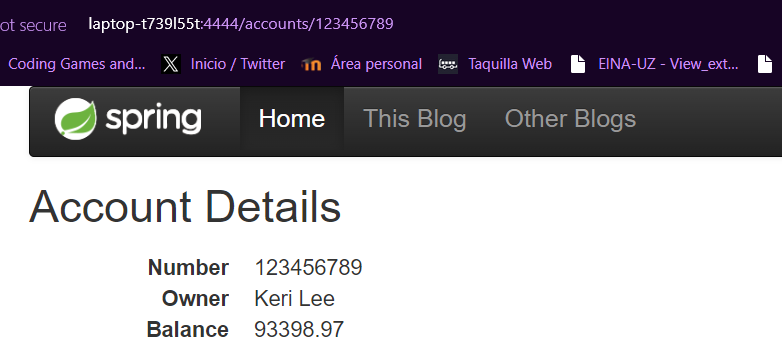 ot secure laptop-t739l55t:4444/accounts/123456789
Coding Games and... X Inicio / Twitter Área personal Taquilla Web EINA-UZ - View_ext...
spring Home This Blog Other Blogs
Account Details
Number 123456789
Owner Keri Lee
Balance 93398.97